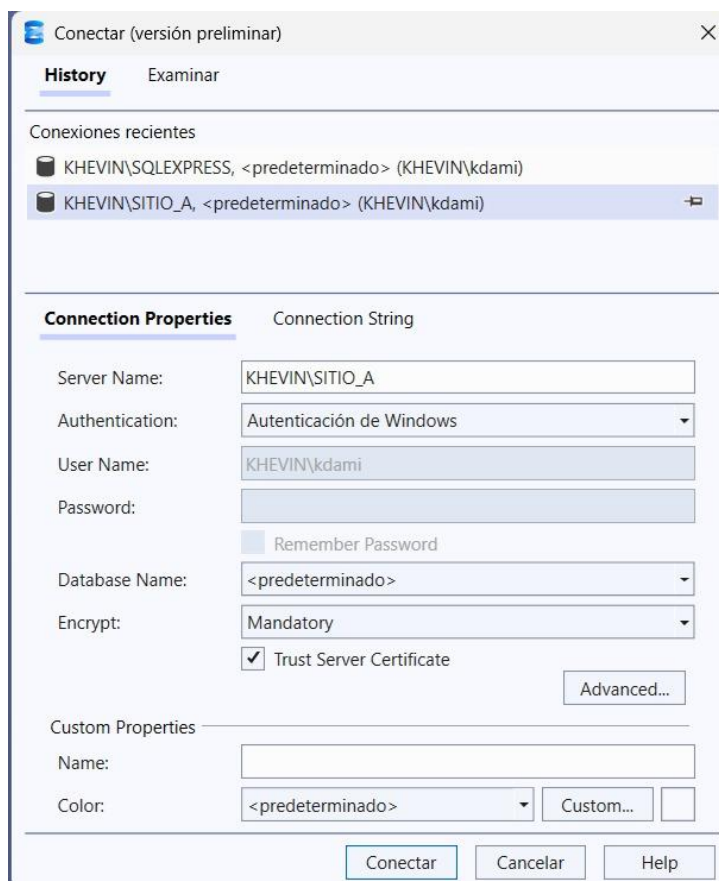 Conectar (versión preliminar)
History Examinar
Conexiones recientes
KHEVIN\SQLEXPRESS, <predeterminado> (KHEVIN\kdami)
KHEVIN\SITIO_A, <predeterminado> (KHEVIN\kdami)
Connection Properties Connection String
Server Name: KHEVIN\SITIO_A
Authentication: Autenticación de Windows
User Name: KHEVIN\kdami
Password:
Remember Password
Database Name: <predeterminado>
Encrypt: Mandatory
Trust Server Certificate
Advanced...
Custom Properties
Name:
Color: <predeterminado> Custom...
Conectar Cancelar Help